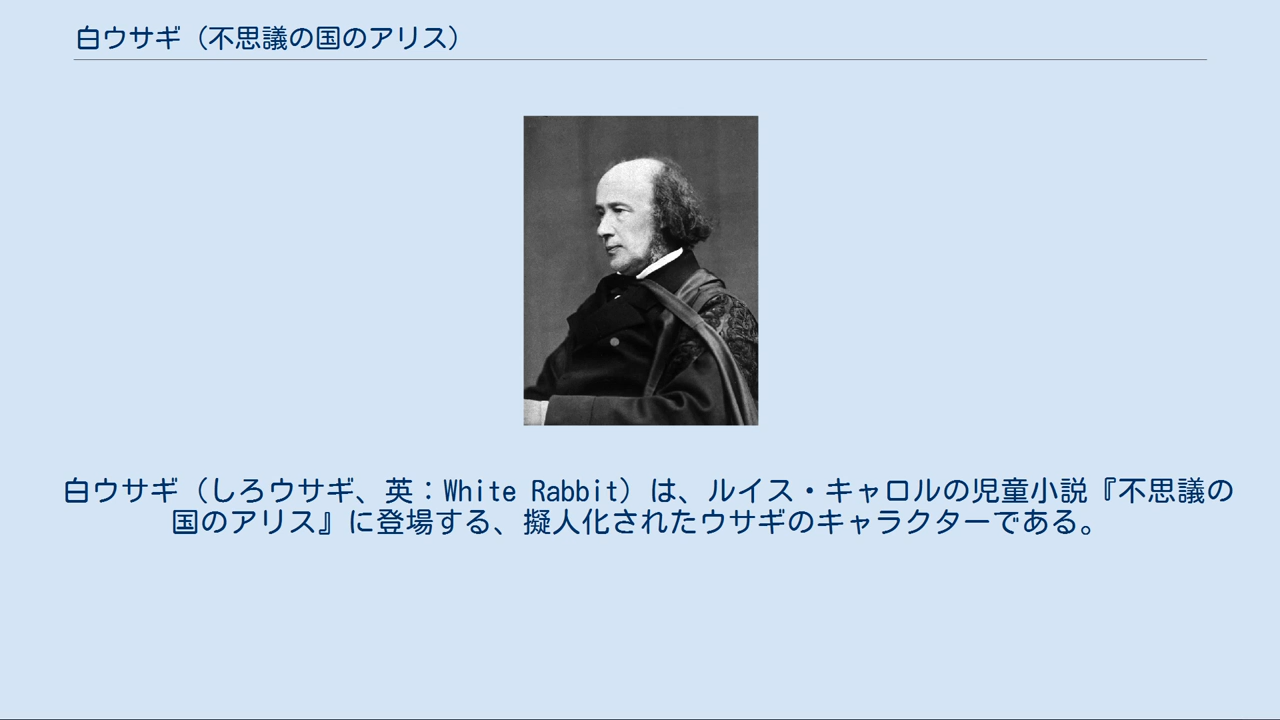 白ウサギ（不思議の国のアリス）
白ウサギ（しろウサギ、英：White Rabbit）は、ルイス・キャロルの児童小説『不思議の
国のアリス』に登場する、擬人化されたウサギのキャラクターである。